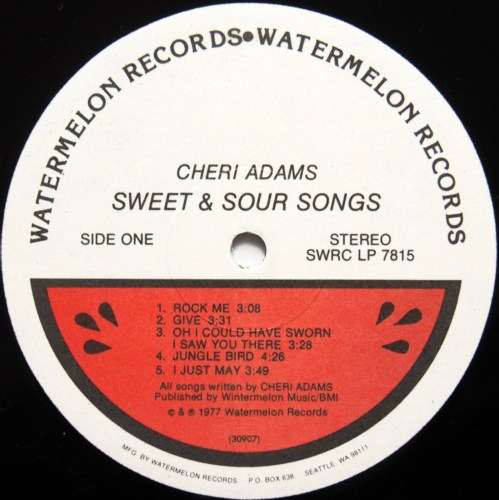 WATERMELON RECORDS•WATERMELON RECORDS
CHERI ADAMS
SWEET & SOUR SONGS
SIDE ONE
STEREO
SWRC LP 7815
1. ROCK ME 3:08
2. GIVE 3:31
3. OH I COULD HAVE SWORN
I SAW YOU THERE 3:28
4. JUNGLE BIRD 4:26
5. I JUST MAY 3:49
All songs written by CHERI ADAMS
Published by Wintermelon Music/BMI
© & ℗ 1977 Watermelon Records
(30907)
MFG. BY WATERMELON RECORDS. P.O. BOX 638, SEATTLE, WA 98111